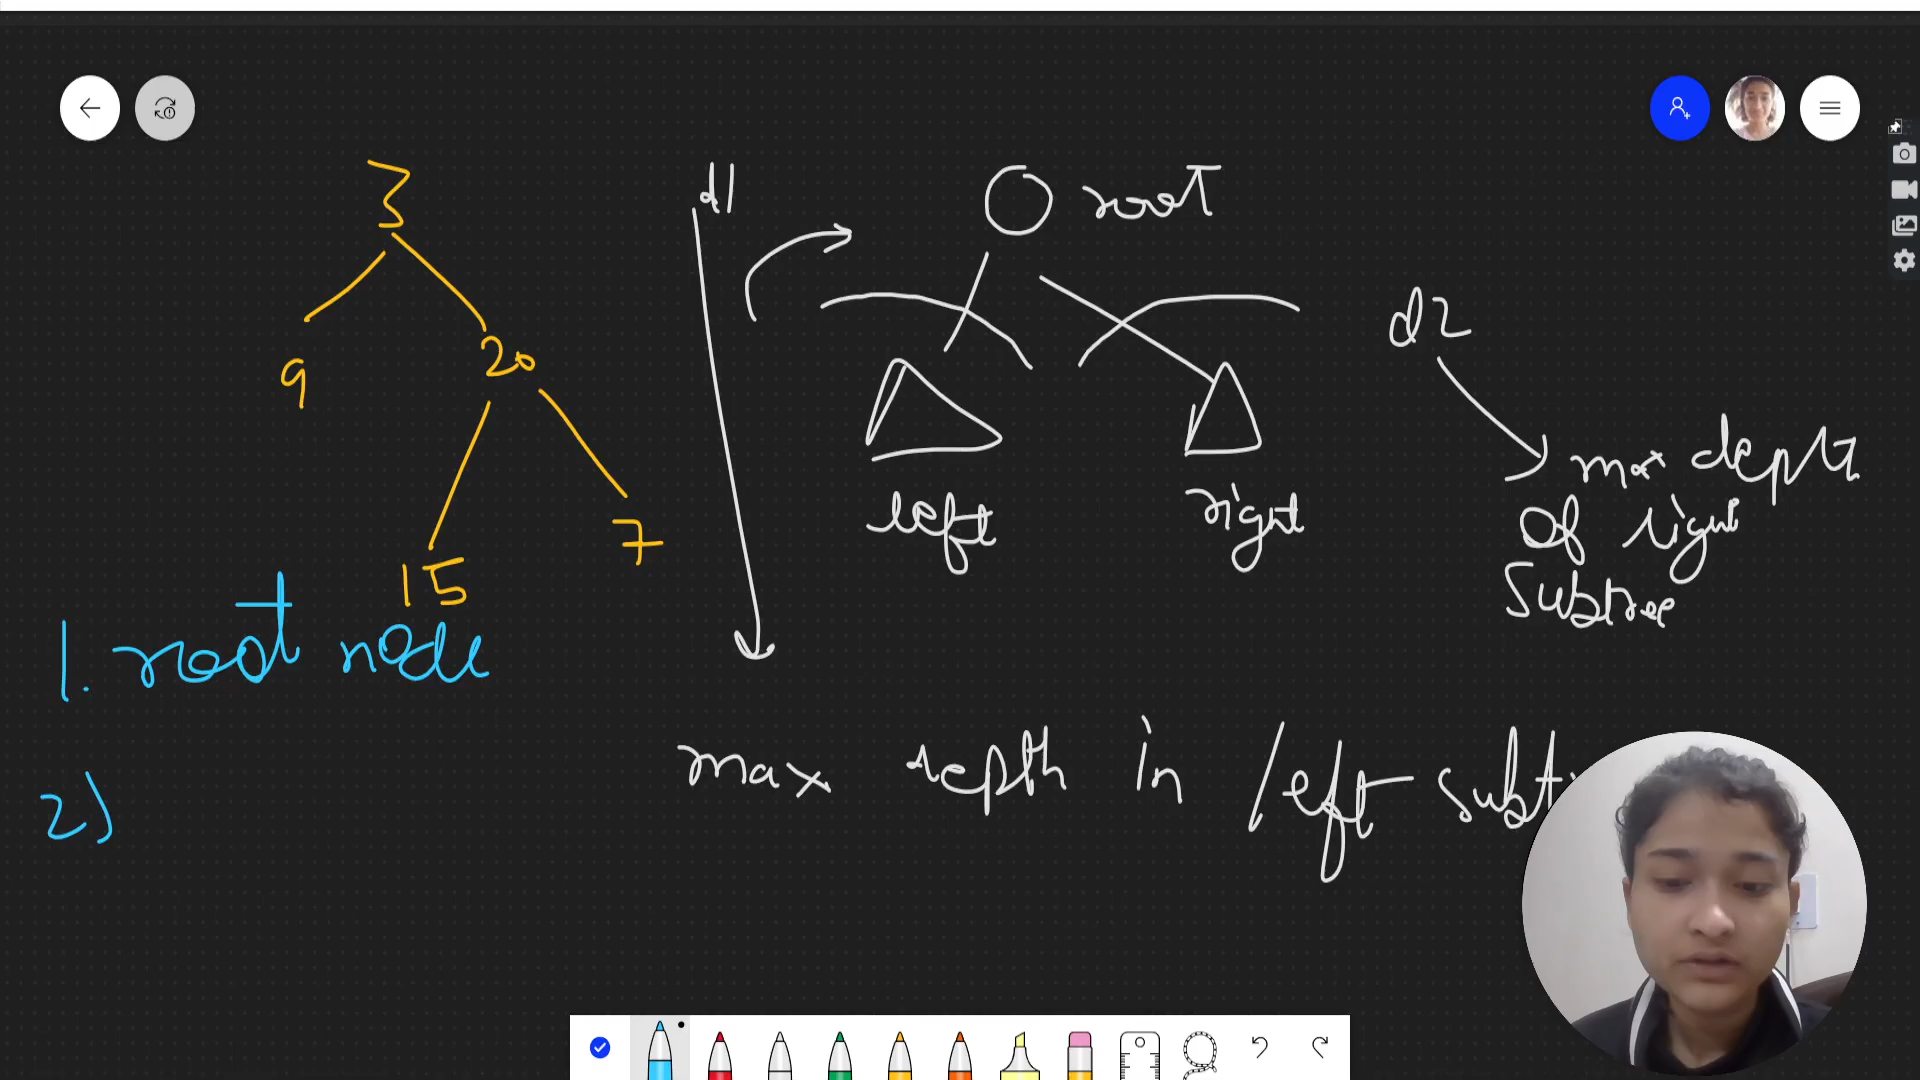 3
9
20
15
7
1. root node
2)
d1
root
left
right
d2
max depth
of right
subtree
max depth in left